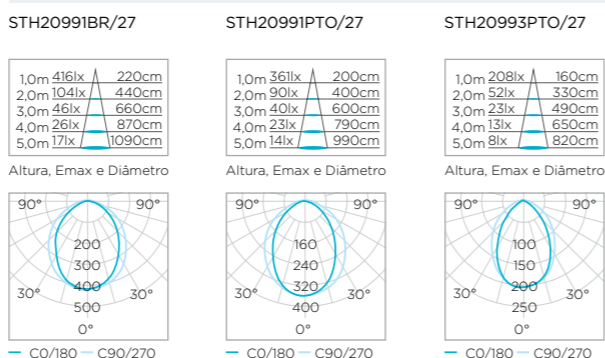 STH20991BR/27
1,0m 416lx 220cm
2,0m 104lx 440cm
3,0m 46lx 660cm
4,0m 26lx 870cm
5,0m 17lx 1090cm
Altura, Emax e Diâmetro
90° 90°
200
300
30° 400 30°
500
0°
C0/180 C90/270
STH20991PTO/27
1,0m 361lx 200cm
2,0m 90lx 400cm
3,0m 40lx 600cm
4,0m 23lx 790cm
5,0m 14lx 990cm
Altura, Emax e Diâmetro
90° 90°
160
240
30° 320 30°
400
0°
C0/180 C90/270
STH20993PTO/27
1,0m 208lx 160cm
2,0m 52lx 330cm
3,0m 23lx 490cm
4,0m 13lx 650cm
5,0m 8lx 820cm
Altura, Emax e Diâmetro
90° 90°
100
150
30° 200 30°
250
0°
C0/180 C90/270